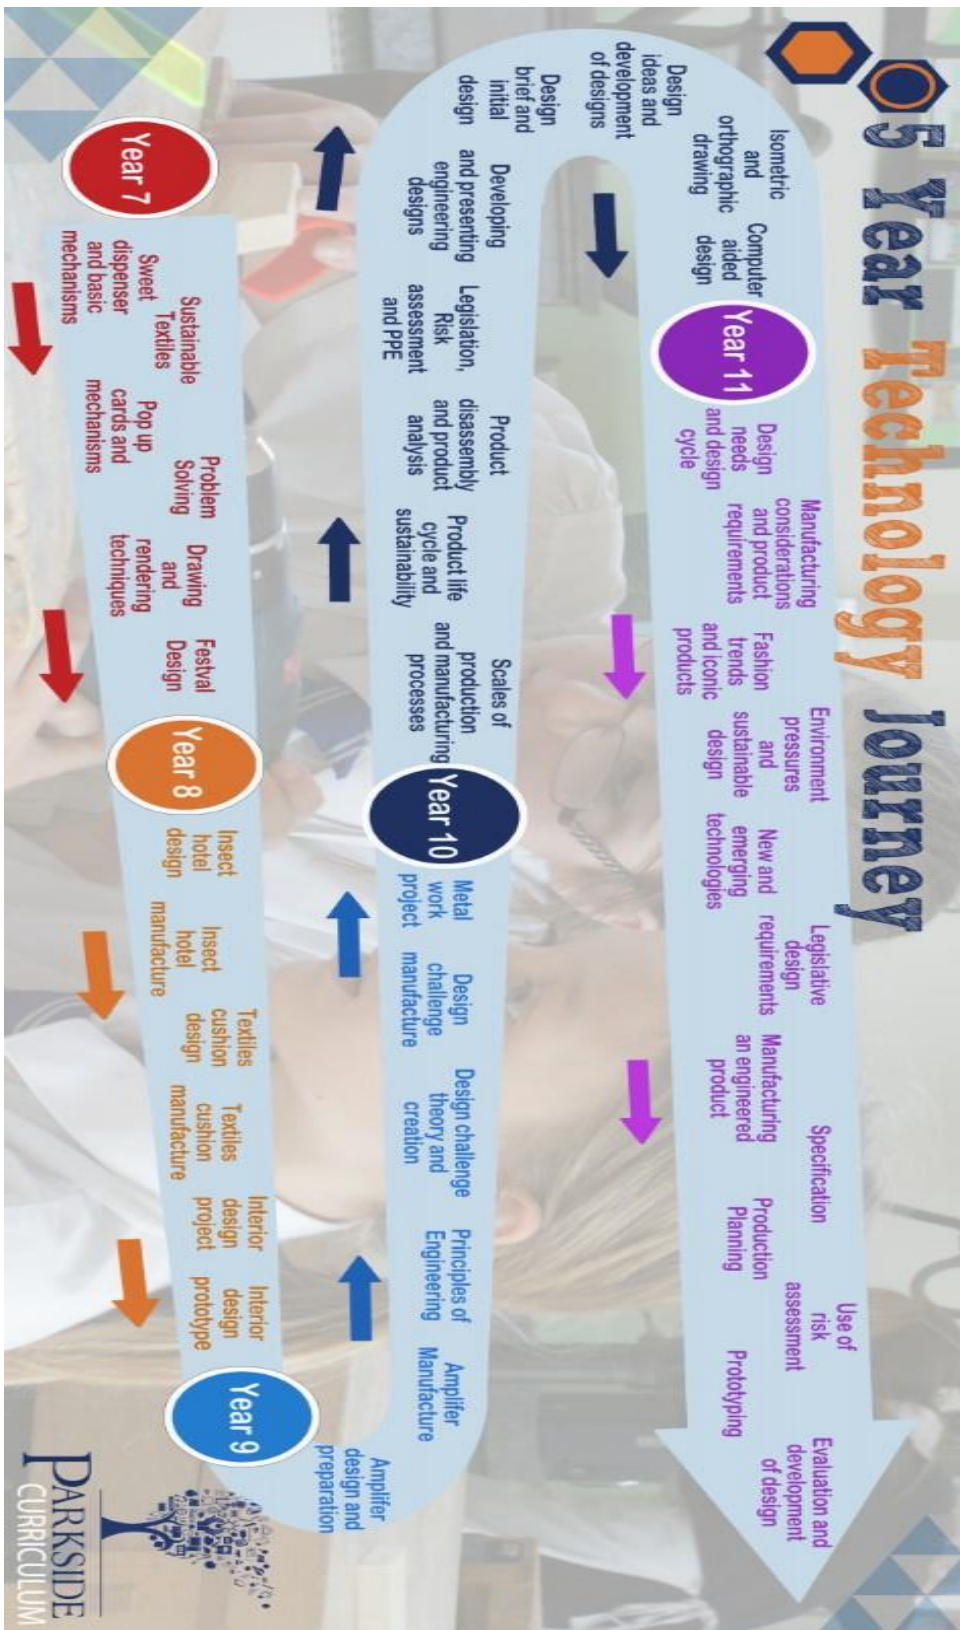 5 Year Technology Journey
Year 7
Sweet
dispenser
and basic
mechanisms
Sustainable
Textiles
Pop up
cards and
mechanisms
Problem
Solving
Drawing
and
rendering
techniques
Festval
Design
Year 8
Insect
hotel
design
Insect
hotel
manufacture
Textiles
cushion
design
Textiles
cushion
manufacture
Interior
design
project
Interior
design
prototype
Year 9
Amplifer
design and
preparation
Amplifer
Manufacture
Principles of
Engineering
Design challenge
theory and
creation
Design
challenge
manufacture
Metal
work
project
Year 10
Scales of
production
and manufacturing
processes
Product life
cycle and
sustainability
Product
disassembly
and product
analysis
Legislation,
Risk
assessment
and PPE
Developing
and presenting
engineering
designs
Design
brief and
initial
design
Design
ideas and
development
of designs
Isometric
and
orthographic
drawing
Computer
aided
design
Year 11
Design
needs
and design
cycle
Manufacturing
considerations
and product
requirements
Fashion
trends
and iconic
products
Environment
pressures
and
sustainable
design
New and
emerging
technologies
Legislative
design
requirements
Manufacturing
an engineered
product
Specification
Production
Planning
Use of
risk
assessment
Prototyping
Evaluation and
development
of design
PARKSIDE
CURRICULUM